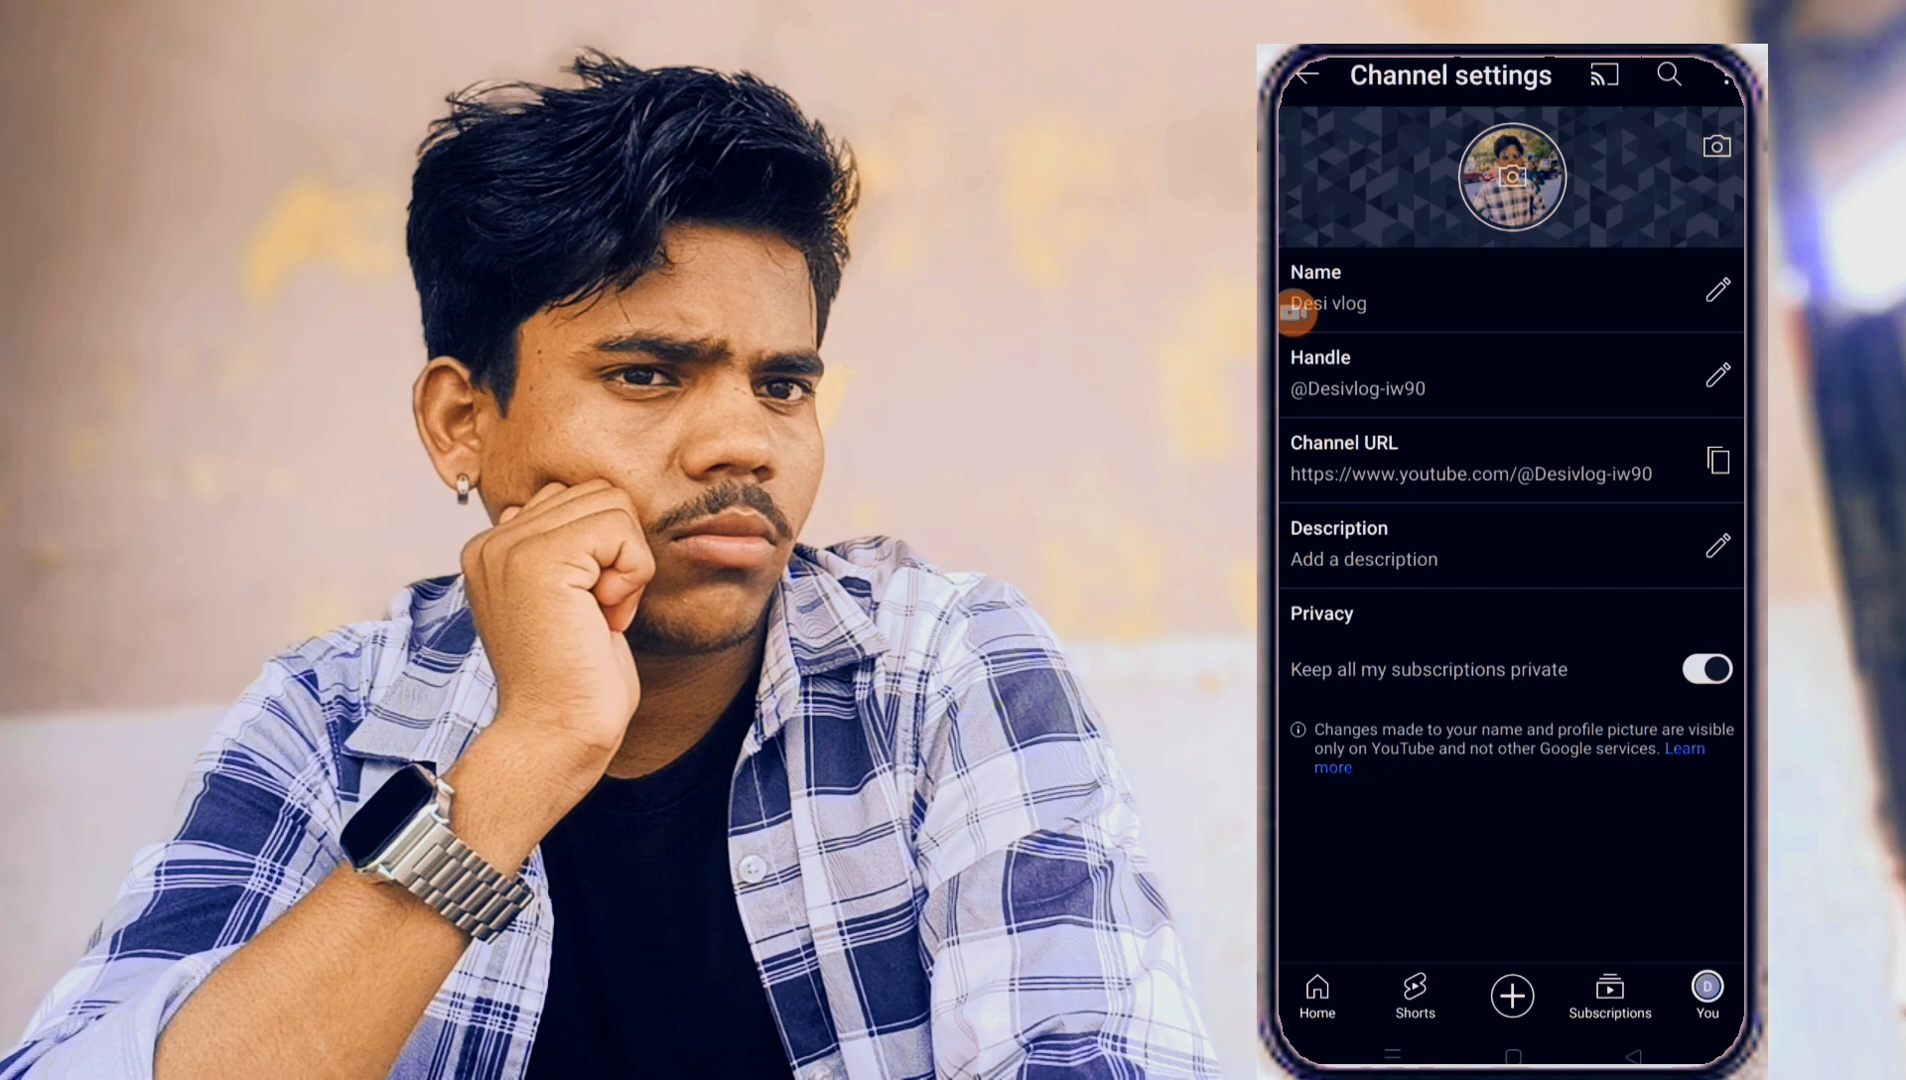 Channel settings
Name
Desi vlog
Handle
@Desivlog-iw90
Channel URL
https://www.youtube.com/@Desivlog-iw90
Description
Add a description
Privacy
Keep all my subscriptions private
Changes made to your name and profile picture are visible
only on YouTube and not other Google services. Learn
more
Home
Shorts
Subscriptions
D
You